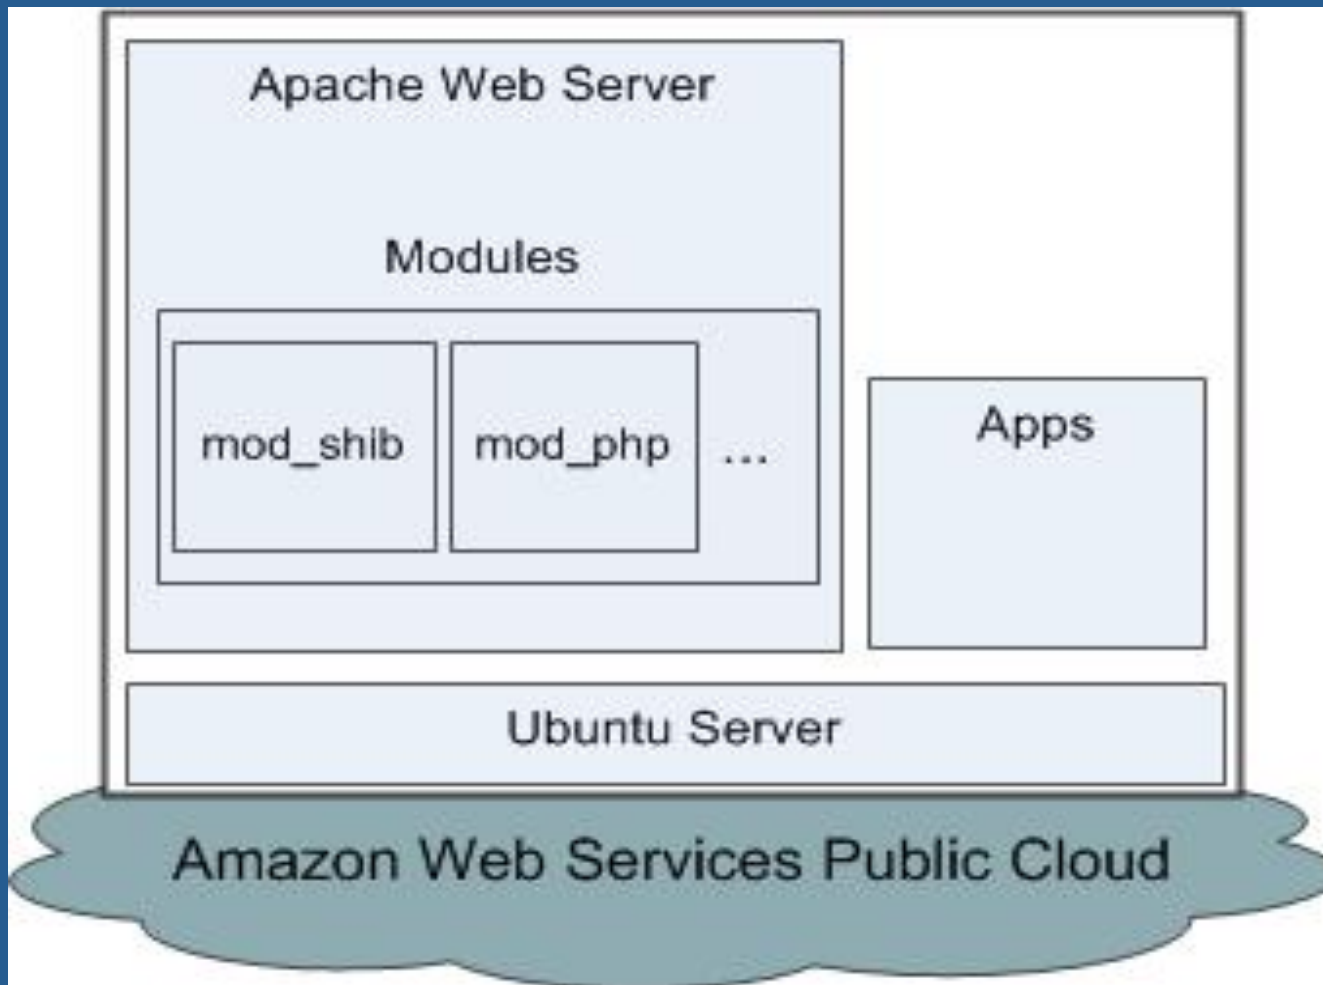 Apache Web Server
Modules
mod_shib
mod_php
...
Apps
Ubuntu Server
Amazon Web Services Public Cloud